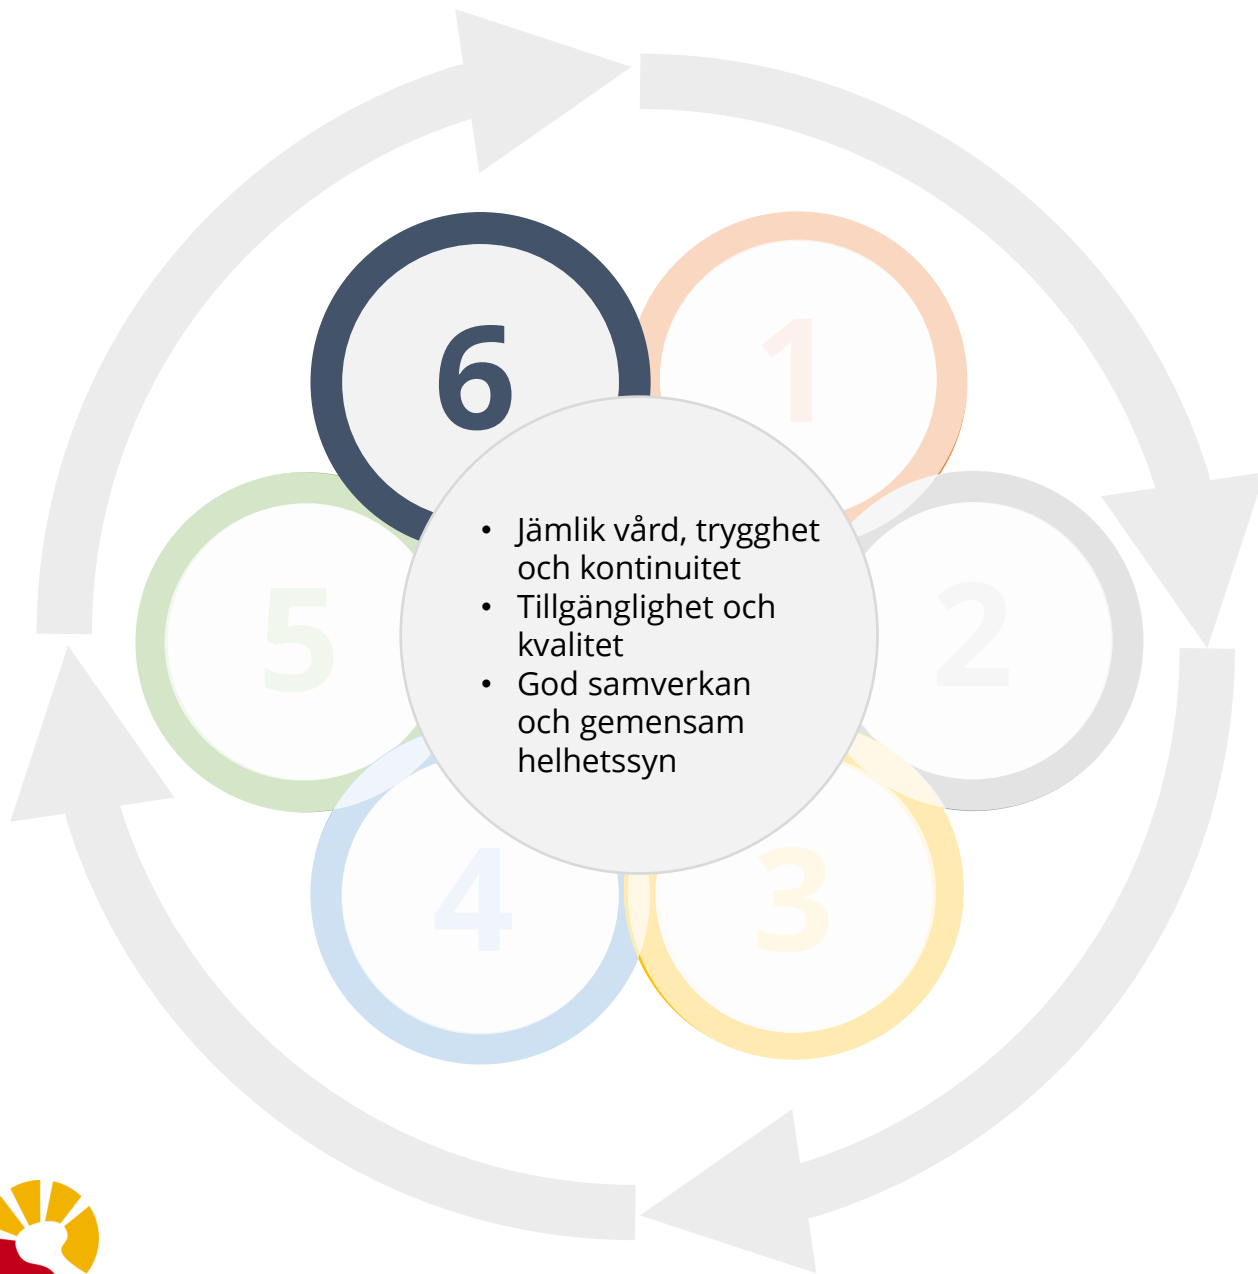 6
1
• Jämlik vård, trygghet
och kontinuitet
• Tillgänglighet och
kvalitet
• God samverkan
och gemensam
helhetssyn
5
2
4
3